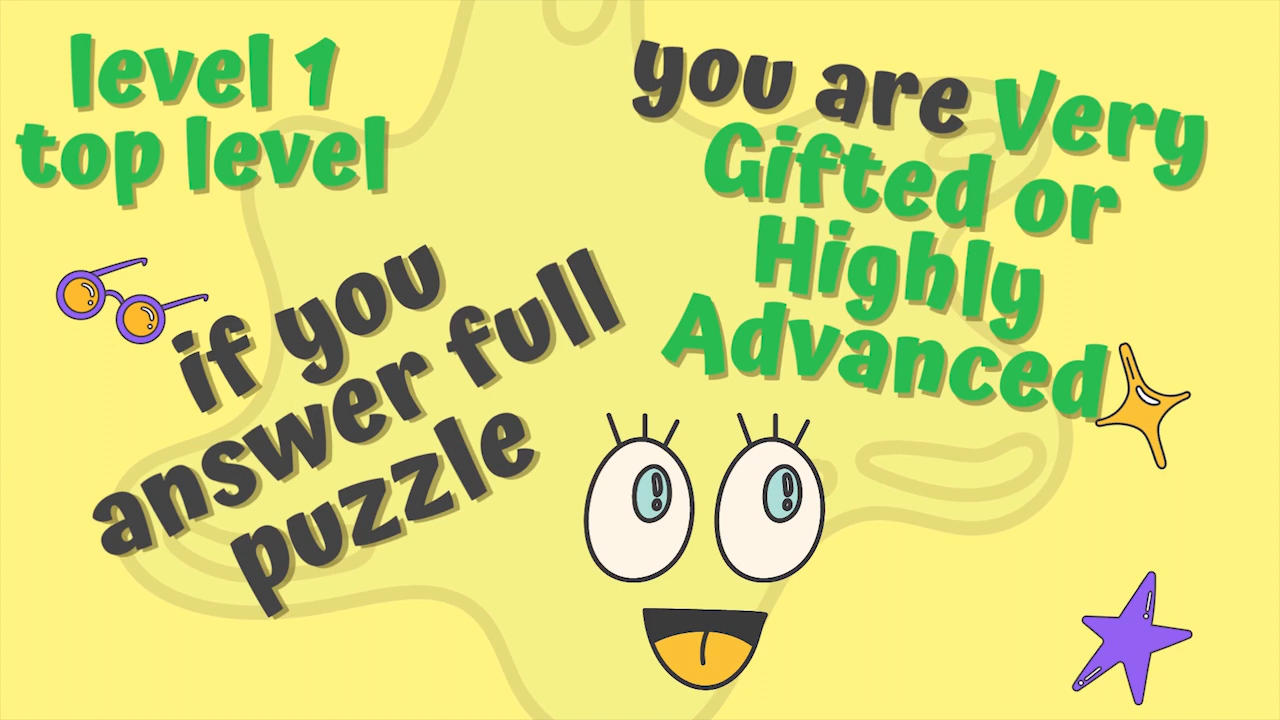 level 1
top level
if you
answer full
puzzle
you are Very
Gifted or
Highly
Advanced